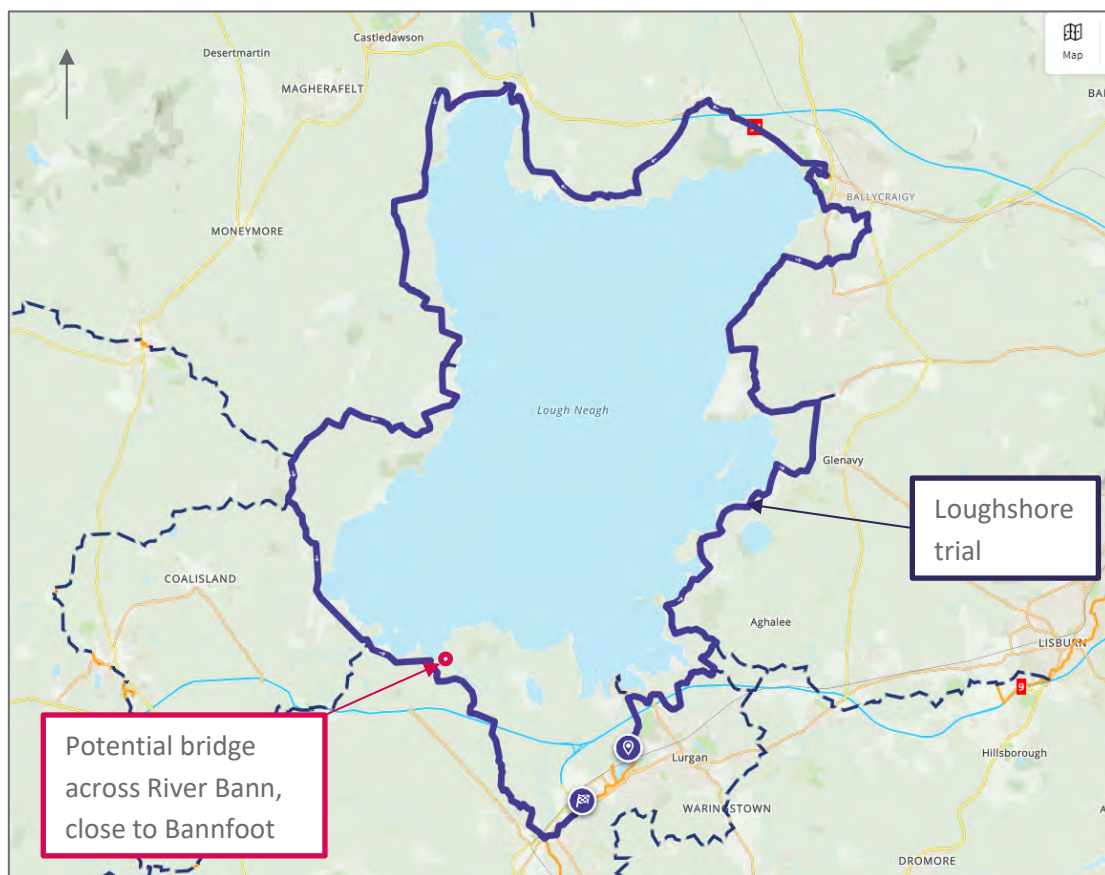 Castledawson
Desertmartin
Map
MAGHERAFELT
BALLYCRAIGY
MONEYMORE
Lough Neagh
Glenavy
Loughshore
trial
COALISLAND
Aghalee
LISBURN
9
Potential bridge
across River Bann,
close to Bannfoot
Lurgan
Hillsborough
WARINGSTOWN
DROMORE